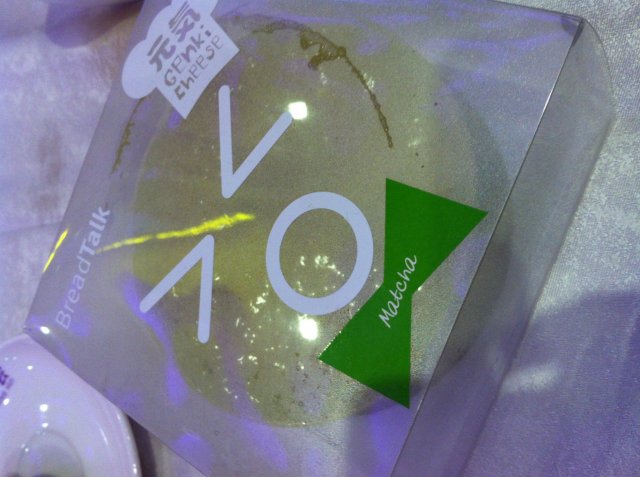 元気
Genki
CHEESE
BreadTalk
Matcha